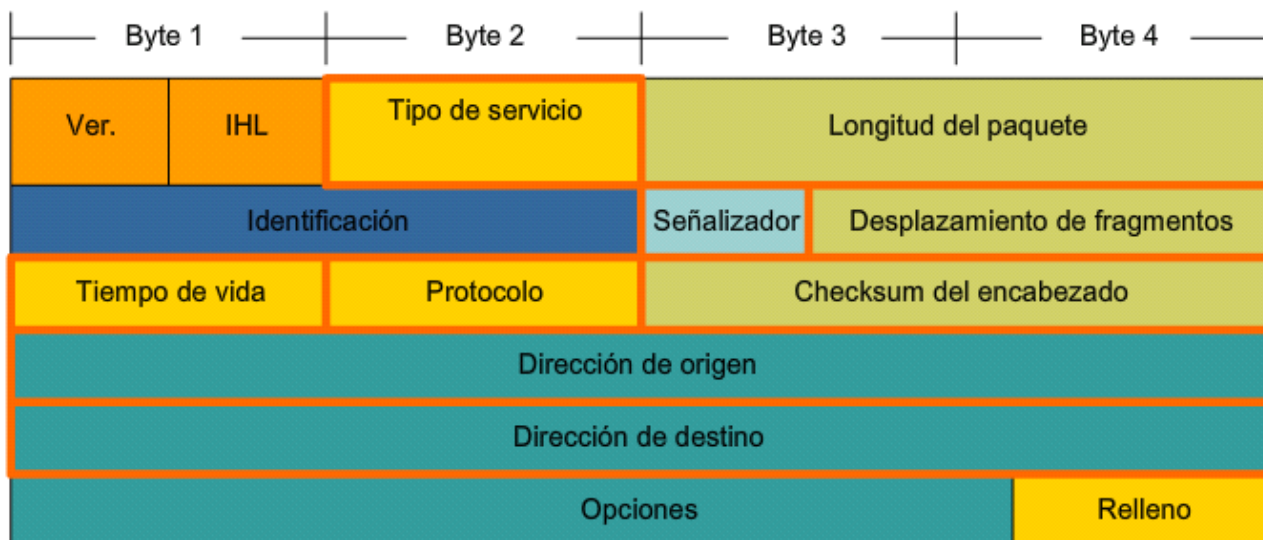 Byte 1 Byte 2 Byte 3 Byte 4
Ver. IHL Tipo de servicio Longitud del paquete
Identificación Señalizador Desplazamiento de fragmentos
Tiempo de vida Protocolo Checksum del encabezado
Dirección de origen
Dirección de destino
Opciones Relleno